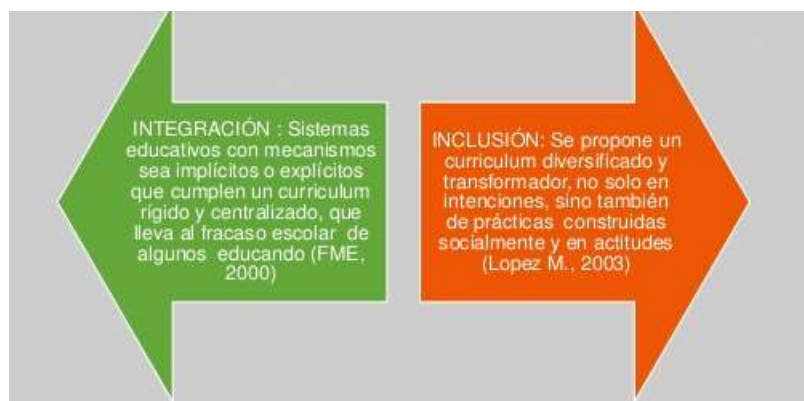 INTEGRACIÓN : Sistemas
educativos con mecanismos
sea implícitos o explícitos
que cumplen un curriculum
rígido y centralizado, que
lleva al fracaso escolar de
algunos educando (FME,
2000)
INCLUSIÓN: Se propone un
curriculum diversificado y
transformador, no solo en
intenciones, sino también
de prácticas construidas
socialmente y en actitudes
(Lopez M., 2003)